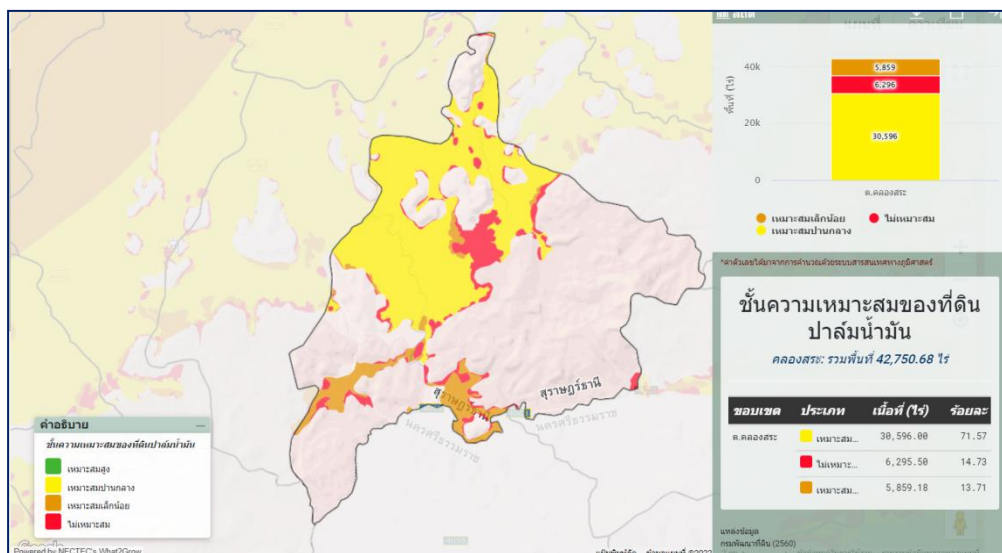 40k
20k
0
พื้นที่ (ไร่)
5,859
6,296
30,596
ต.คลองสระ
เหมาะสมเล็กน้อย
ไม่เหมาะสม
เหมาะสมปานกลาง
*ค่าตัวเลขได้มาจากการคำนวณด้วยระบบสารสนเทศทางภูมิศาสตร์
ชั้นความเหมาะสมของที่ดิน
ปาล์มน้ำมัน
คลองสระ: รวมพื้นที่ 42,750.68 ไร่
ขอบเขต ประเภท เนื้อที่ (ไร่) ร้อยละ
ต.คลองสระ เหมาะสม... 30,596.00 71.57
ไม่เหมาะ... 6,295.50 14.73
เหมาะสม... 5,859.18 13.71
แหล่งข้อมูล
กรมพัฒนาที่ดิน (2560)
สุราษฎร์ธานี
สุราษฎร์ธานี
นครศรีธรรมราช
นครศรีธรรมราช
คำอธิบาย
ชั้นความเหมาะสมของที่ดินปาล์มน้ำมัน
เหมาะสมสูง
เหมาะสมปานกลาง
เหมาะสมเล็กน้อย
ไม่เหมาะสม
Powered by NECTEC's What2Grow